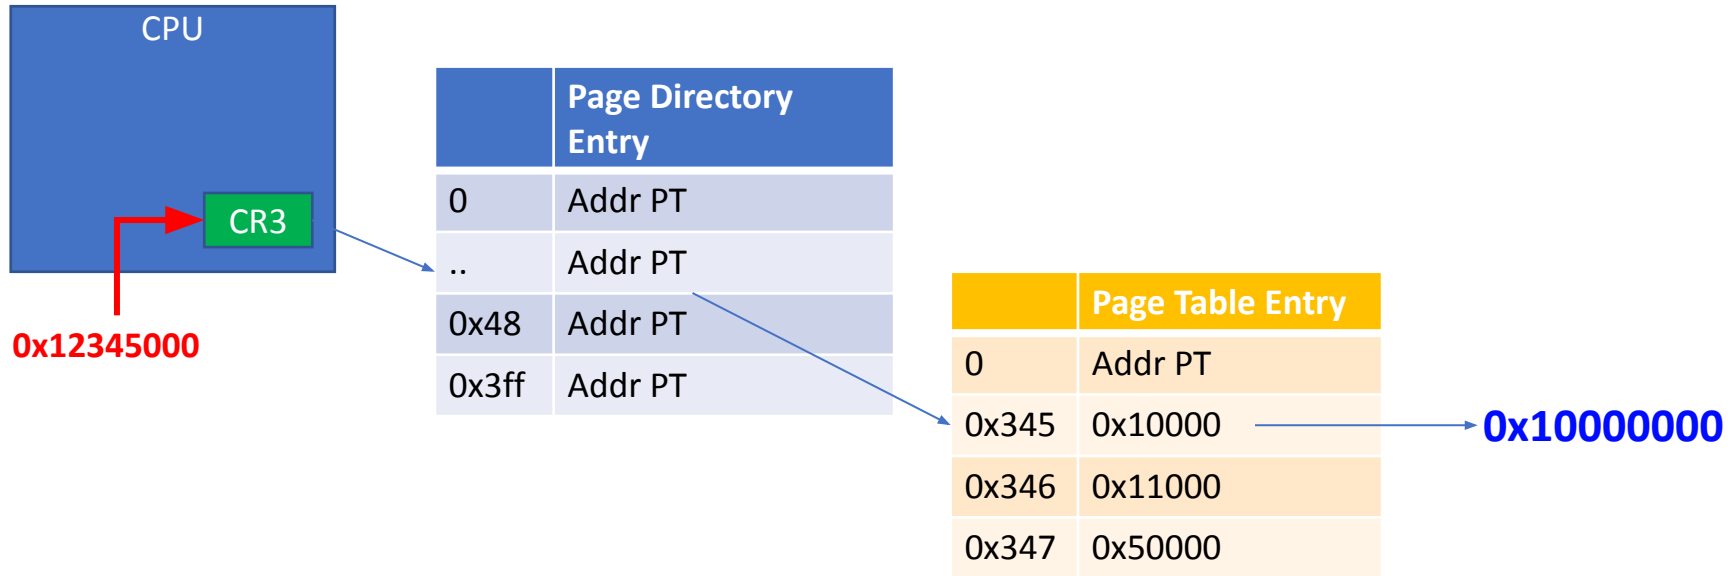 CPU
CR3
0x12345000
Page Directory
Entry
0 Addr PT
.. Addr PT
0x48 Addr PT
0x3ff Addr PT
Page Table Entry
0 Addr PT
0x345 0x10000
0x346 0x11000
0x347 0x50000
0x10000000